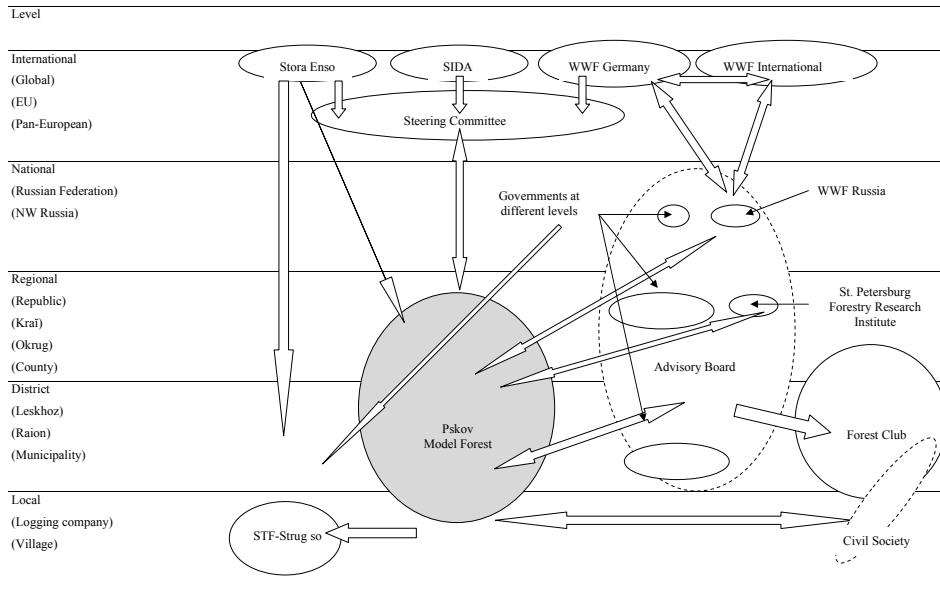 Level
International
(Global)
(EU)
(Pan-European)
Stora Enso
SIDA
WWF Germany
WWF International
Steering Committee
National
(Russian Federation)
(NW Russia)
Governments at
different levels
WWF Russia
Regional
(Republic)
(Kraï)
(Okrug)
(County)
St. Petersburg
Forestry Research
Institute
Advisory Board
District
(Leskhoz)
(Raion)
(Municipality)
Pskov
Model Forest
Forest Club
Local
(Logging company)
(Village)
STF-Strug so
Civil Society